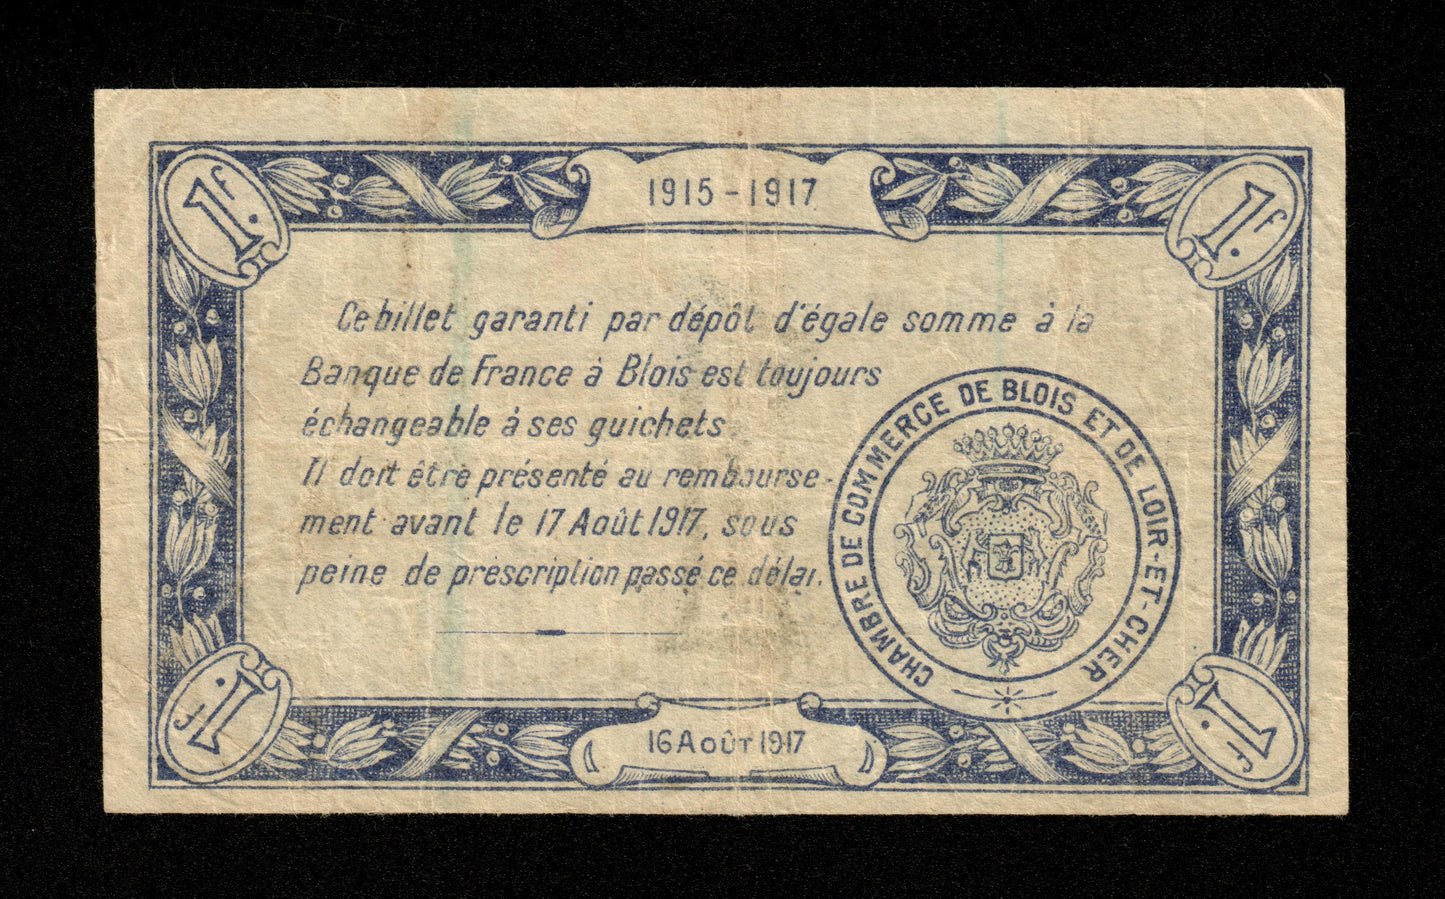 1F.
1915-1917
1F.
Ce billet garanti par dépôt d'égale somme à la
Banque de France à Blois est toujours
échangeable à ses guichets
Il doit être présenté au rembourse-
ment avant le 17 Août 1917, sous
peine de prescription passé ce délai.
CHAMBRE DE COMMERCE DE BLOIS ET DE LOIR-ET-CHER
1F.
16 AOÛT 1917
1F.